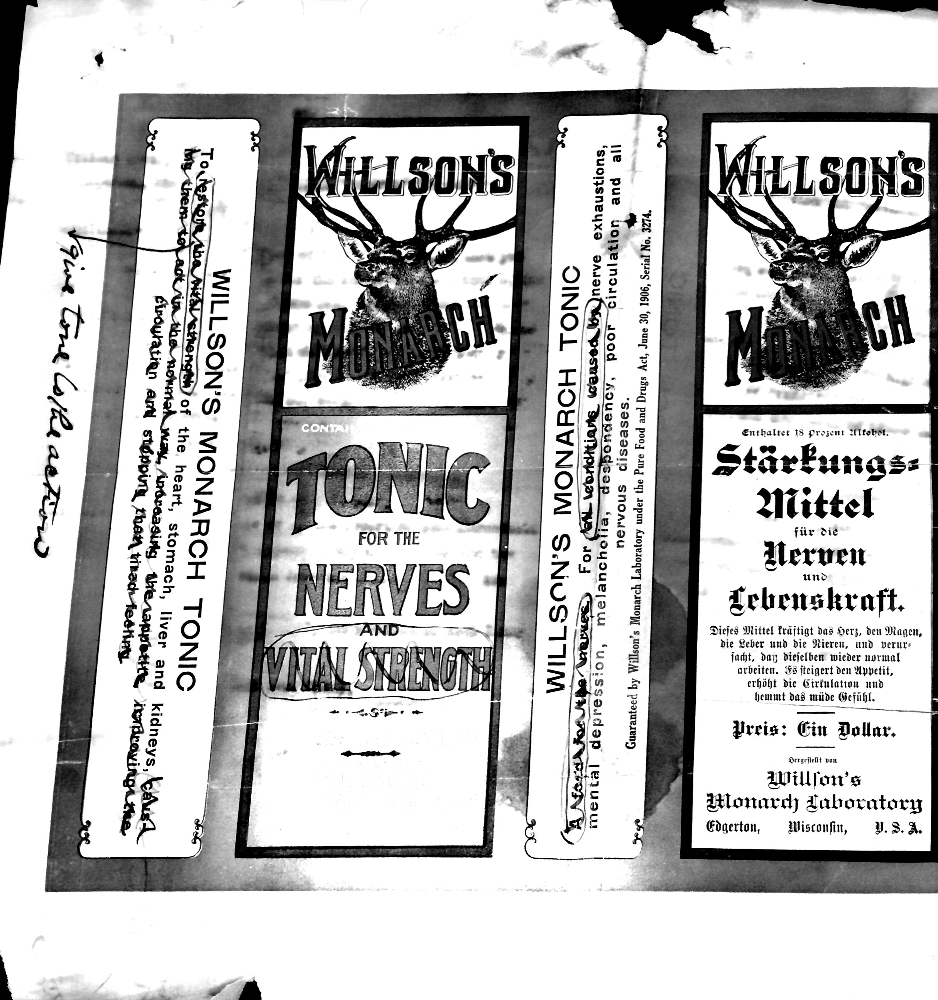 give tone to the action
WILLSON'S MONARCH TONIC
To restore the vital strength of the heart, stomach, liver and kidneys, caus-
ing them to act in the normal way, increasing the appetite, improving the
circulation and stopping that tired feeling
WILLSON'S
MONARCH
CONTAIN
TONIC
FOR THE
NERVES
AND
VITAL STRENGTH
WILLSON'S MONARCH TONIC
A food for the nerves. For all conditions caused by nerve exhaustions,
mental depression, melancholia, despondency, poor circulation and all
nervous diseases.
Guaranteed by Willson's Monarch Laboratory under the Pure Food and Drugs Act, June 30, 1906, Serial No. 3274.
WILLSON'S
MONARCH
Enthaltet 18 Prozent Alkohol.
Stärkungs-
Mittel
für die
Nerven
und
Lebenskraft.
Dieses Mittel kräftigt das Herz, den Magen,
die Leber und die Nieren, und verur-
sacht, daß dieselben wieder normal
arbeiten. Es steigert den Appetit,
erhöht die Cirkulation und
hemmt das müde Gefühl.
Preis: Ein Dollar.
Hergestellt von
Willson's
Monarch Laboratory
Edgerton, Wisconsin, U. S. A.